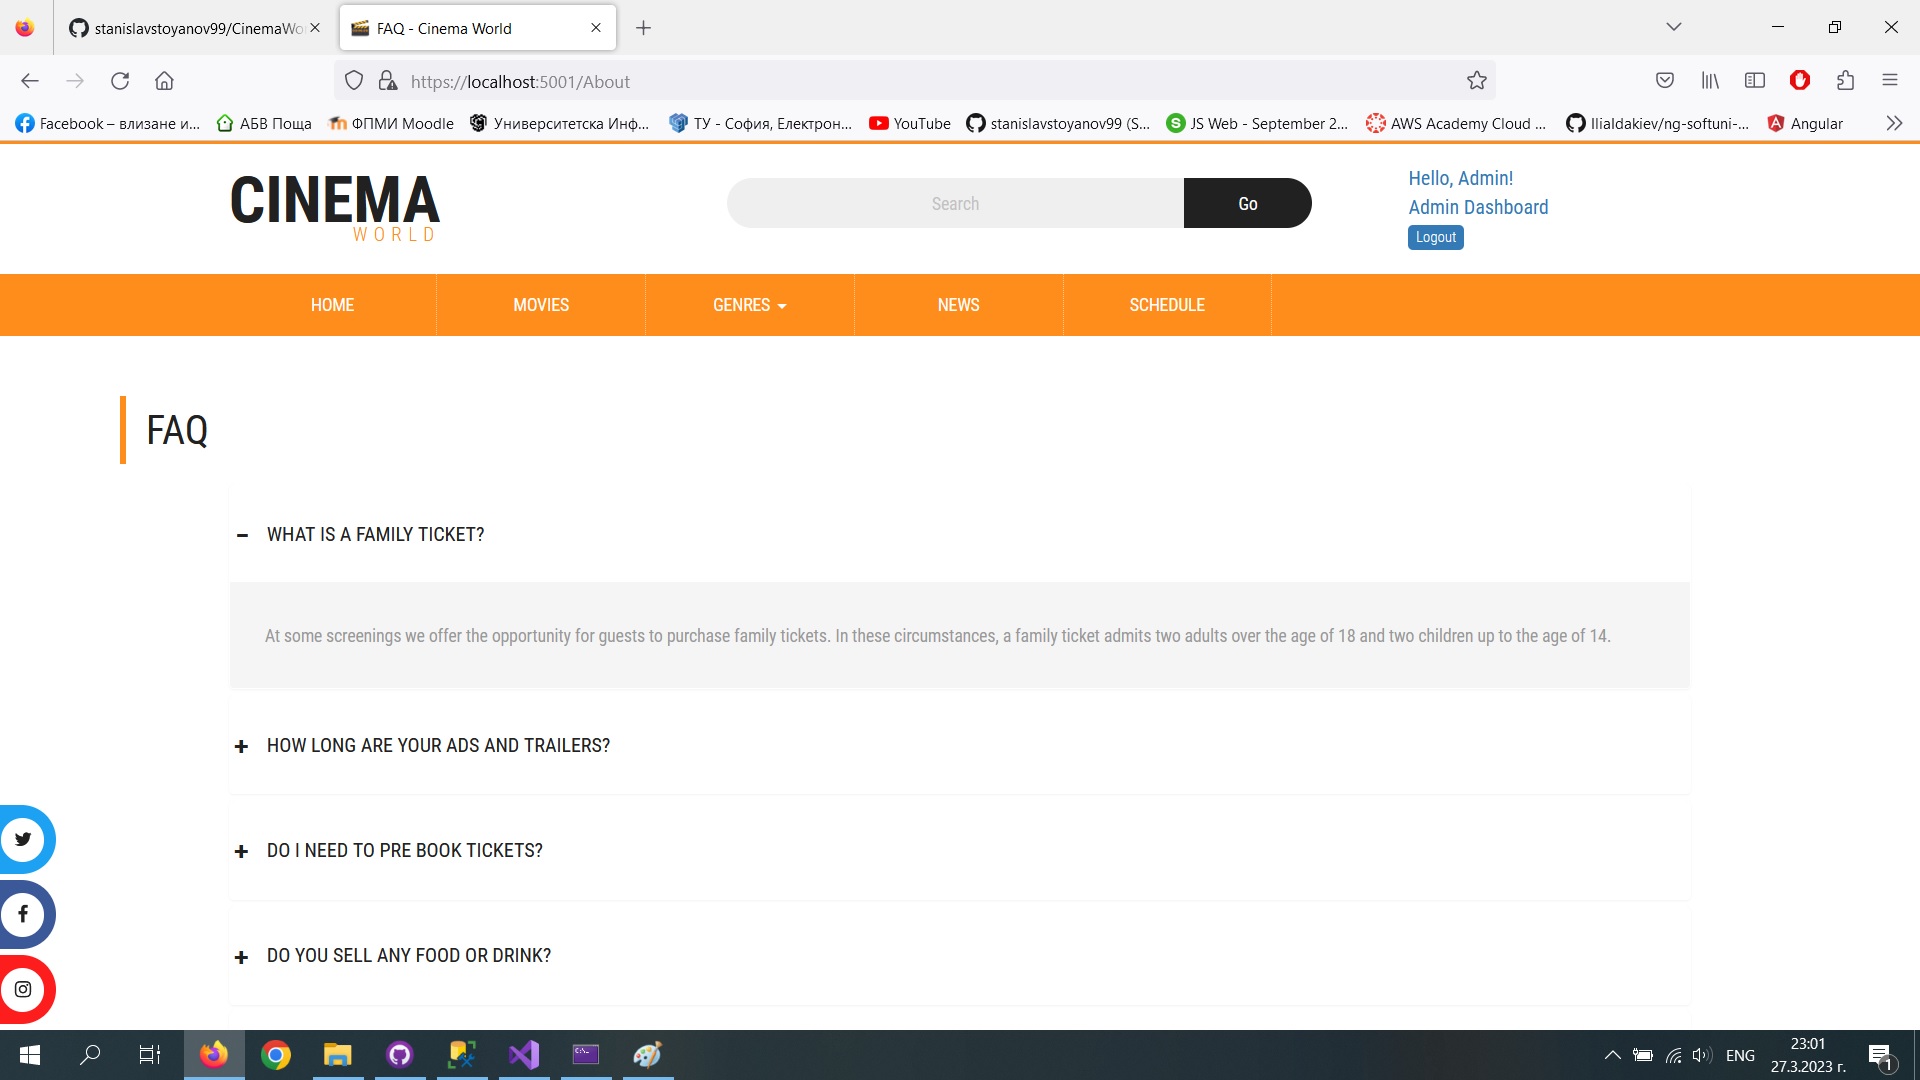 stanislavstoyanov99/CinemaWo
FAQ - Cinema World
https://localhost:5001/About
Facebook – влизане и...
АБВ Поща
ФПМИ Moodle
Университетска Инф...
ТУ - София, Електрон...
YouTube
stanislavstoyanov99 (S...
JS Web - September 2...
AWS Academy Cloud ...
IliaIdakiev/ng-softuni-...
Angular
CINEMA
WORLD
Search
Go
Hello, Admin!
Admin Dashboard
Logout
HOME
MOVIES
GENRES
NEWS
SCHEDULE
FAQ
WHAT IS A FAMILY TICKET?
At some screenings we offer the opportunity for guests to purchase family tickets. In these circumstances, a family ticket admits two adults over the age of 18 and two children up to the age of 14.
HOW LONG ARE YOUR ADS AND TRAILERS?
DO I NEED TO PRE BOOK TICKETS?
DO YOU SELL ANY FOOD OR DRINK?
ENG
23:01
27.3.2023 г.
1